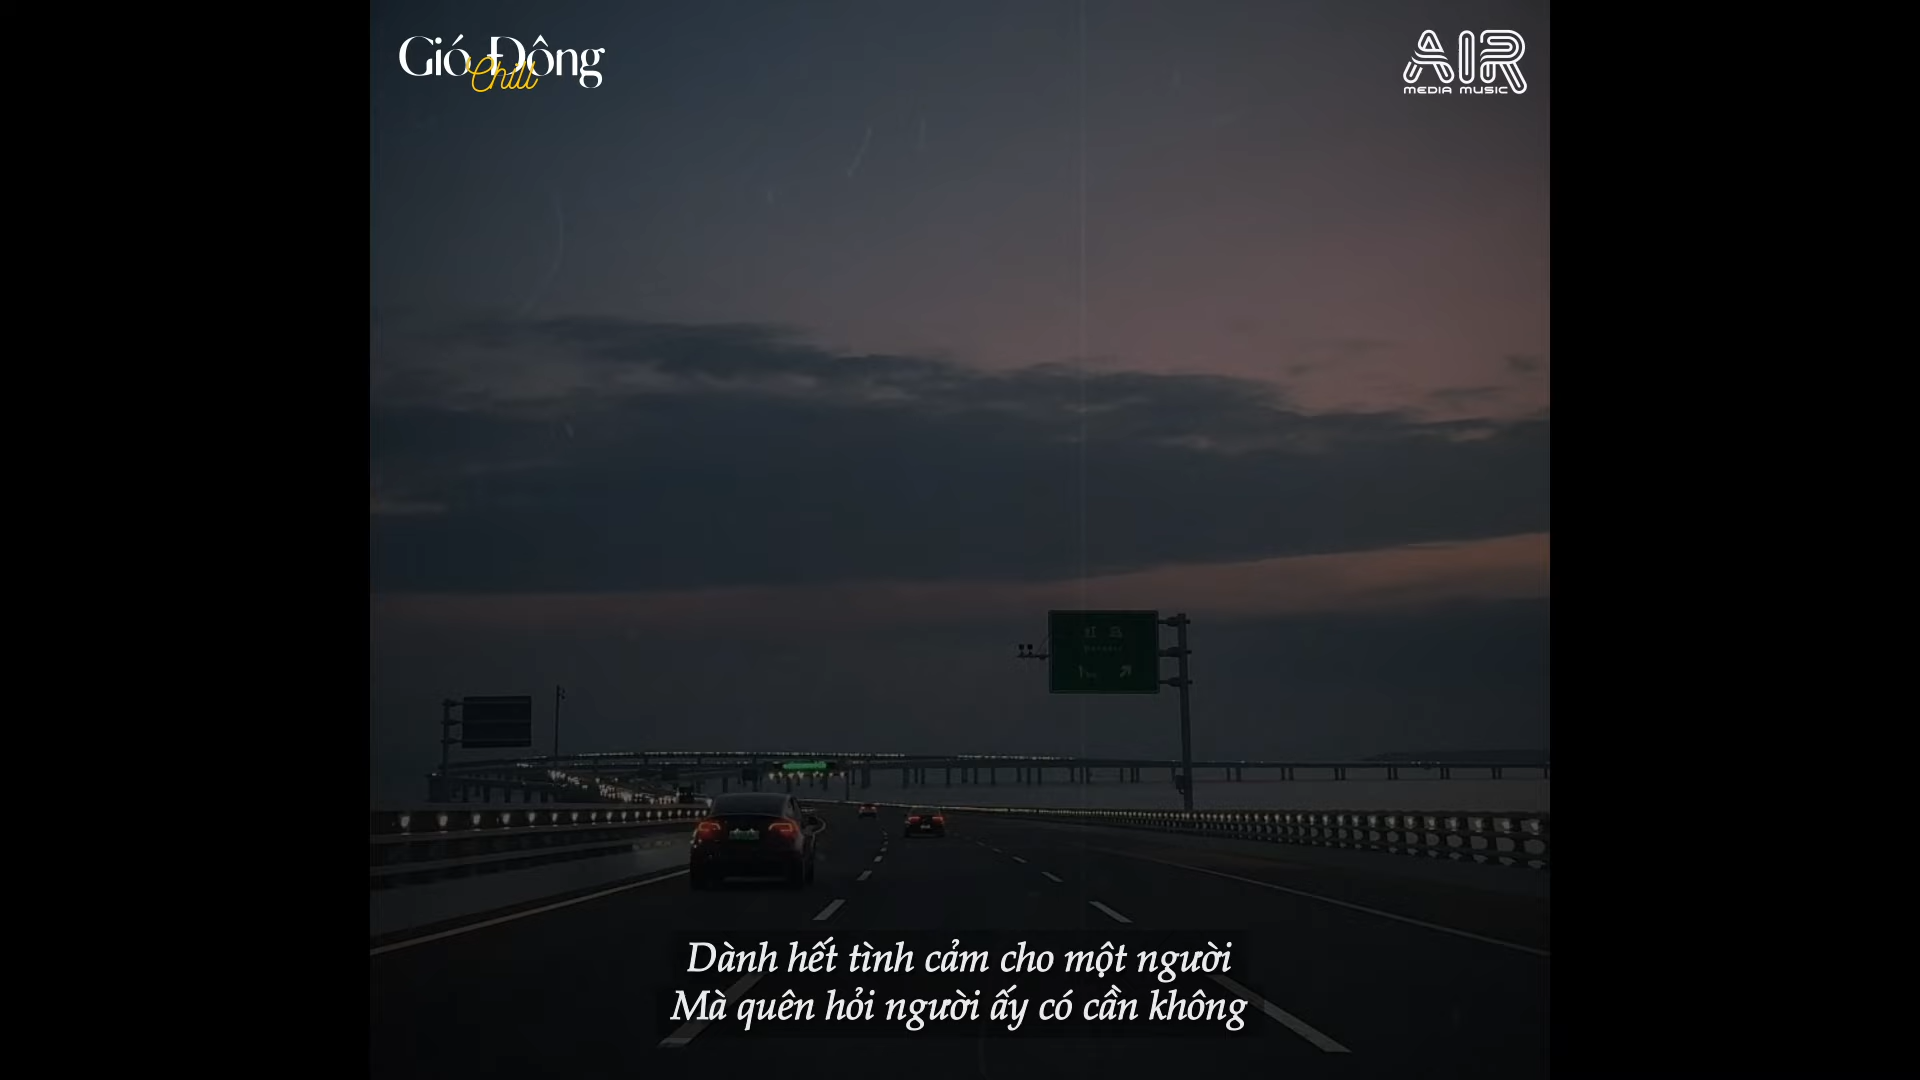 Gió Đông
Chill
AIR
MEDIA MUSIC
Dành hết tình cảm cho một người
Mà quên hỏi người ấy có cần không